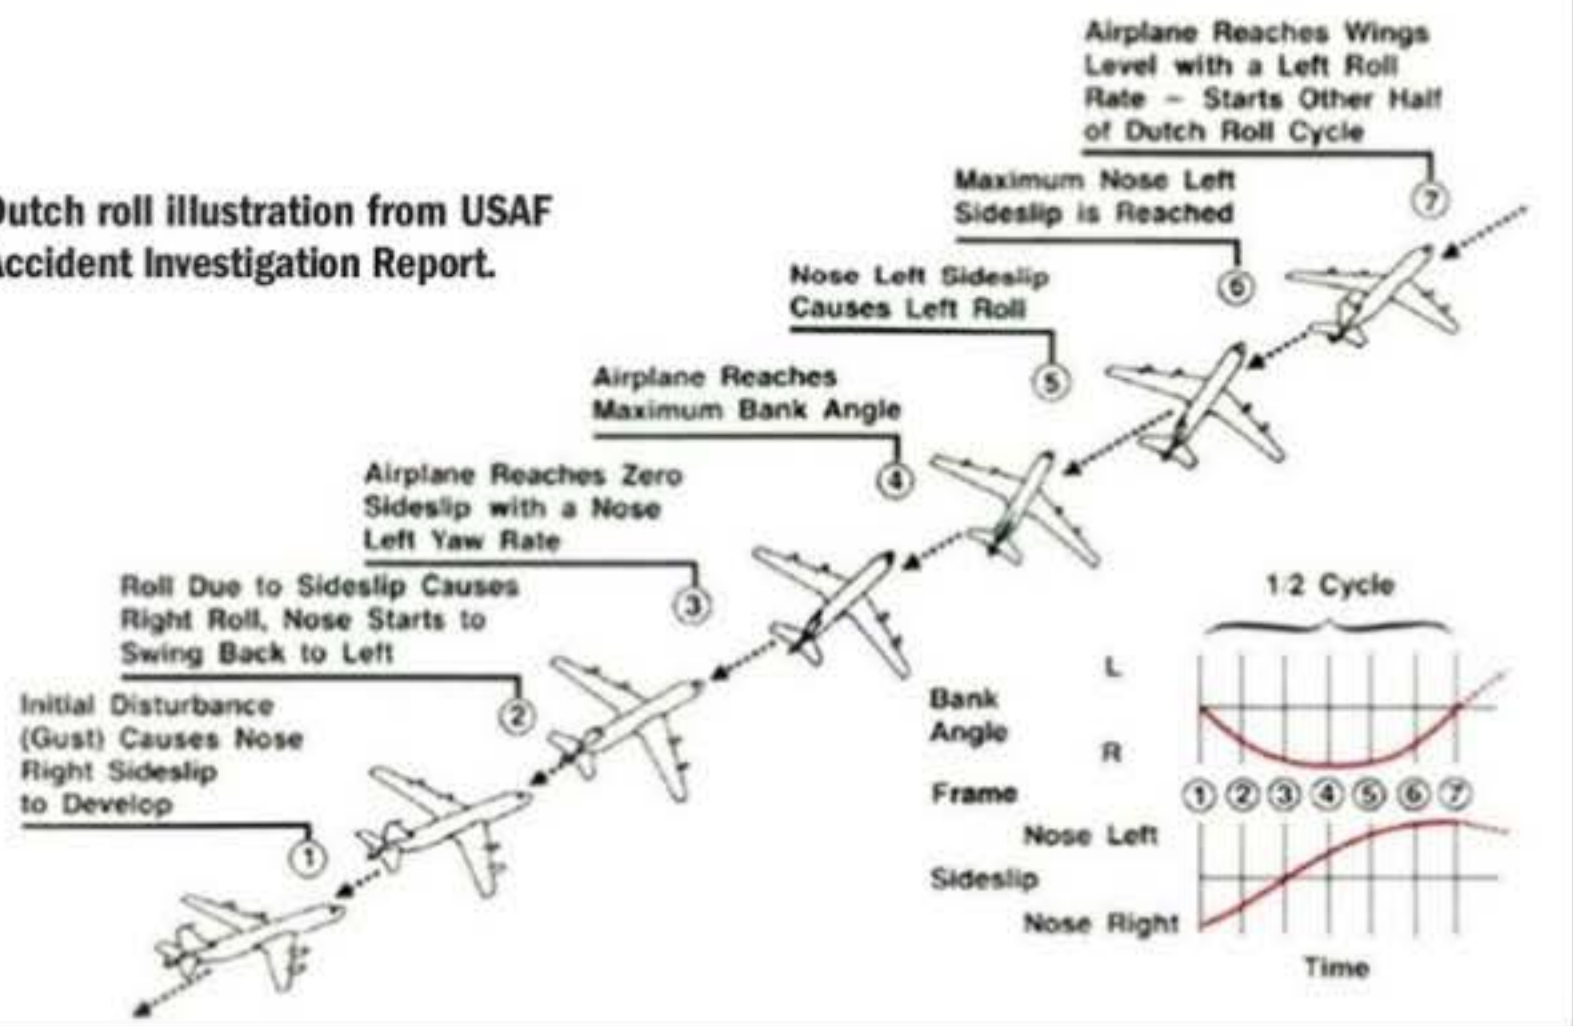 Dutch roll illustration from USAF
Accident Investigation Report.
Airplane Reaches Wings
Level with a Left Roll
Rate – Starts Other Half
of Dutch Roll Cycle
7
Maximum Nose Left
Sideslip is Reached
6
Nose Left Sideslip
Causes Left Roll
5
Airplane Reaches
Maximum Bank Angle
4
Airplane Reaches Zero
Sideslip with a Nose
Left Yaw Rate
3
Roll Due to Sideslip Causes
Right Roll, Nose Starts to
Swing Back to Left
2
Initial Disturbance
(Gust) Causes Nose
Right Sideslip
to Develop
1
1/2 Cycle
L
Bank
Angle
R
Frame 1 2 3 4 5 6 7
Nose Left
Sideslip
Nose Right
Time